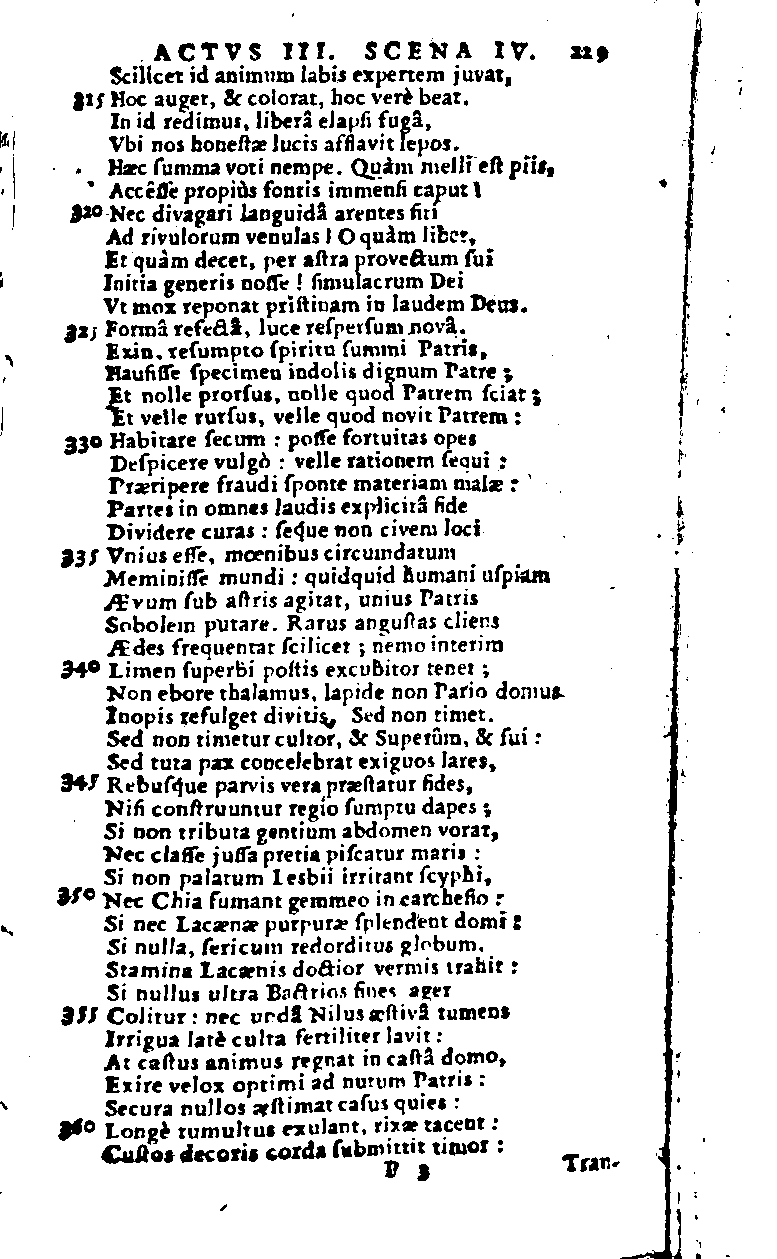 ACTVS III. SCENA IV. 229
Scilicet id animum labis expertem juvat,
315 Hoc auget, & colorat, hoc verè beat.
In id redimus, liberâ elapſi fugâ,
Vbi nos honeſtæ lucis afflavit lepos.
Hæc ſumma voti nempe. Quàm melli eſt piis,
Accêſſe propiùs fontis immenſi caput!
320 Nec divagari languidâ arentes ſiti
Ad rivulorum venulas! O quàm libet,
Et quàm decet, per aſtra provectum ſui
Initia generis noſſe! ſimulacrum Dei
Vt mox reponat priſtinam in laudem Deus.
325 Formâ refectâ, luce reſperſum novâ.
Exin, reſumpto ſpiritu ſummi Patris,
Hauſiſſe ſpecimen indolis dignum Patre;
Et nolle prorſus, nolle quod Patrem ſciat;
Et velle rurſus, velle quod novit Patrem:
330 Habitare ſecum: poſſe fortuitas opes
Deſpicere vulgò: velle rationem ſequi:
Præripere fraudi ſponte materiam malæ:
Partes in omnes laudis explicitâ fide
Dividere curas: ſeq́ue non civem loci
335 Vnius eſſe, mœnibus circumdatum
Meminiſſe mundi: quidquid humani uſpiam
Ævum ſub aſtris agitat, unius Patris
Sobolem putare. Rarus anguſtas cliens
Ædes frequentat ſcilicet; nemo interim
340 Limen ſuperbi poſtis excubitor tenet;
Non ebore thalamus, lapide non Pario domus
Inopis refulget divitis, Sed non timet.
Sed non timetur cultor, & Superûm, & ſui:
Sed tuta pax concelebrat exiguos lares,
345 Rebuſq́ue parvis vera præſtatur fides,
Niſi conſtruuntur regio ſumptu dapes;
Si non tributa gentium abdomen vorat,
Nec claſſe juſſa pretia piſcatur maris:
Si non palatum Lesbii irritant ſcyphi,
350 Nec Chia fumant gemmeo in carcheſio:
Si nec Lacænæ purpuræ ſplendent domi:
Si nulla, ſericum redorditus globum,
Stamina Lacænis doctior vermis trahit:
Si nullus ultra Bactrios fines ager
355 Colitur: nec undâ Nilus æſtivâ tumens
Irrigua latè culta fertiliter lavit:
At caſtus animus regnat in caſtâ domo,
Exire velox optimi ad nutum Patris:
Secura nullos æſtimat caſus quies:
360 Longè tumultus exulant, rixæ tacent:
Cuſtos decoris corda ſubmittit timor:
P 3 Tran-